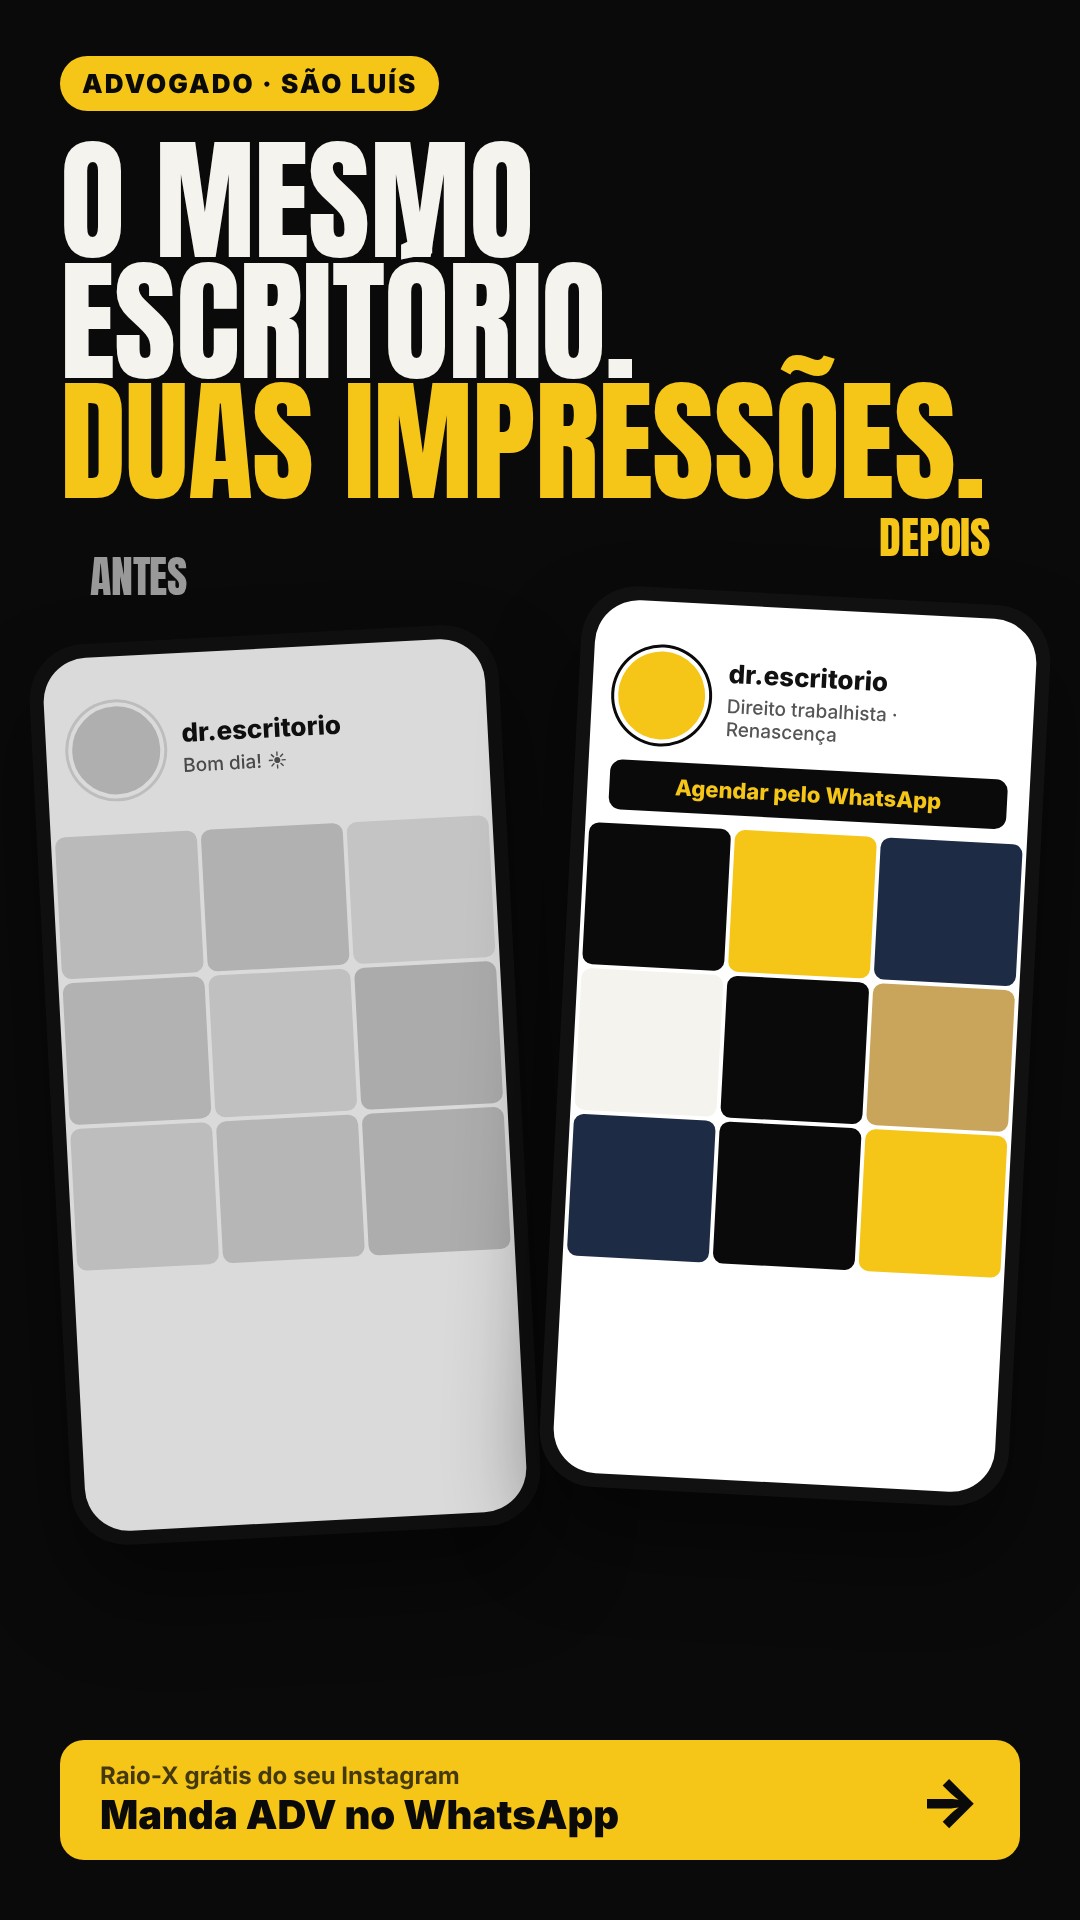 ADVOGADO · SÃO LUÍS
O MESMO
ESCRITÓRIO.
DUAS IMPRESSÕES.
DEPOIS
ANTES
dr.escritorio
Bom dia! ☀
dr.escritorio
Direito trabalhista ·
Renascença
Agendar pelo WhatsApp
Raio-X grátis do seu Instagram
Manda ADV no WhatsApp →